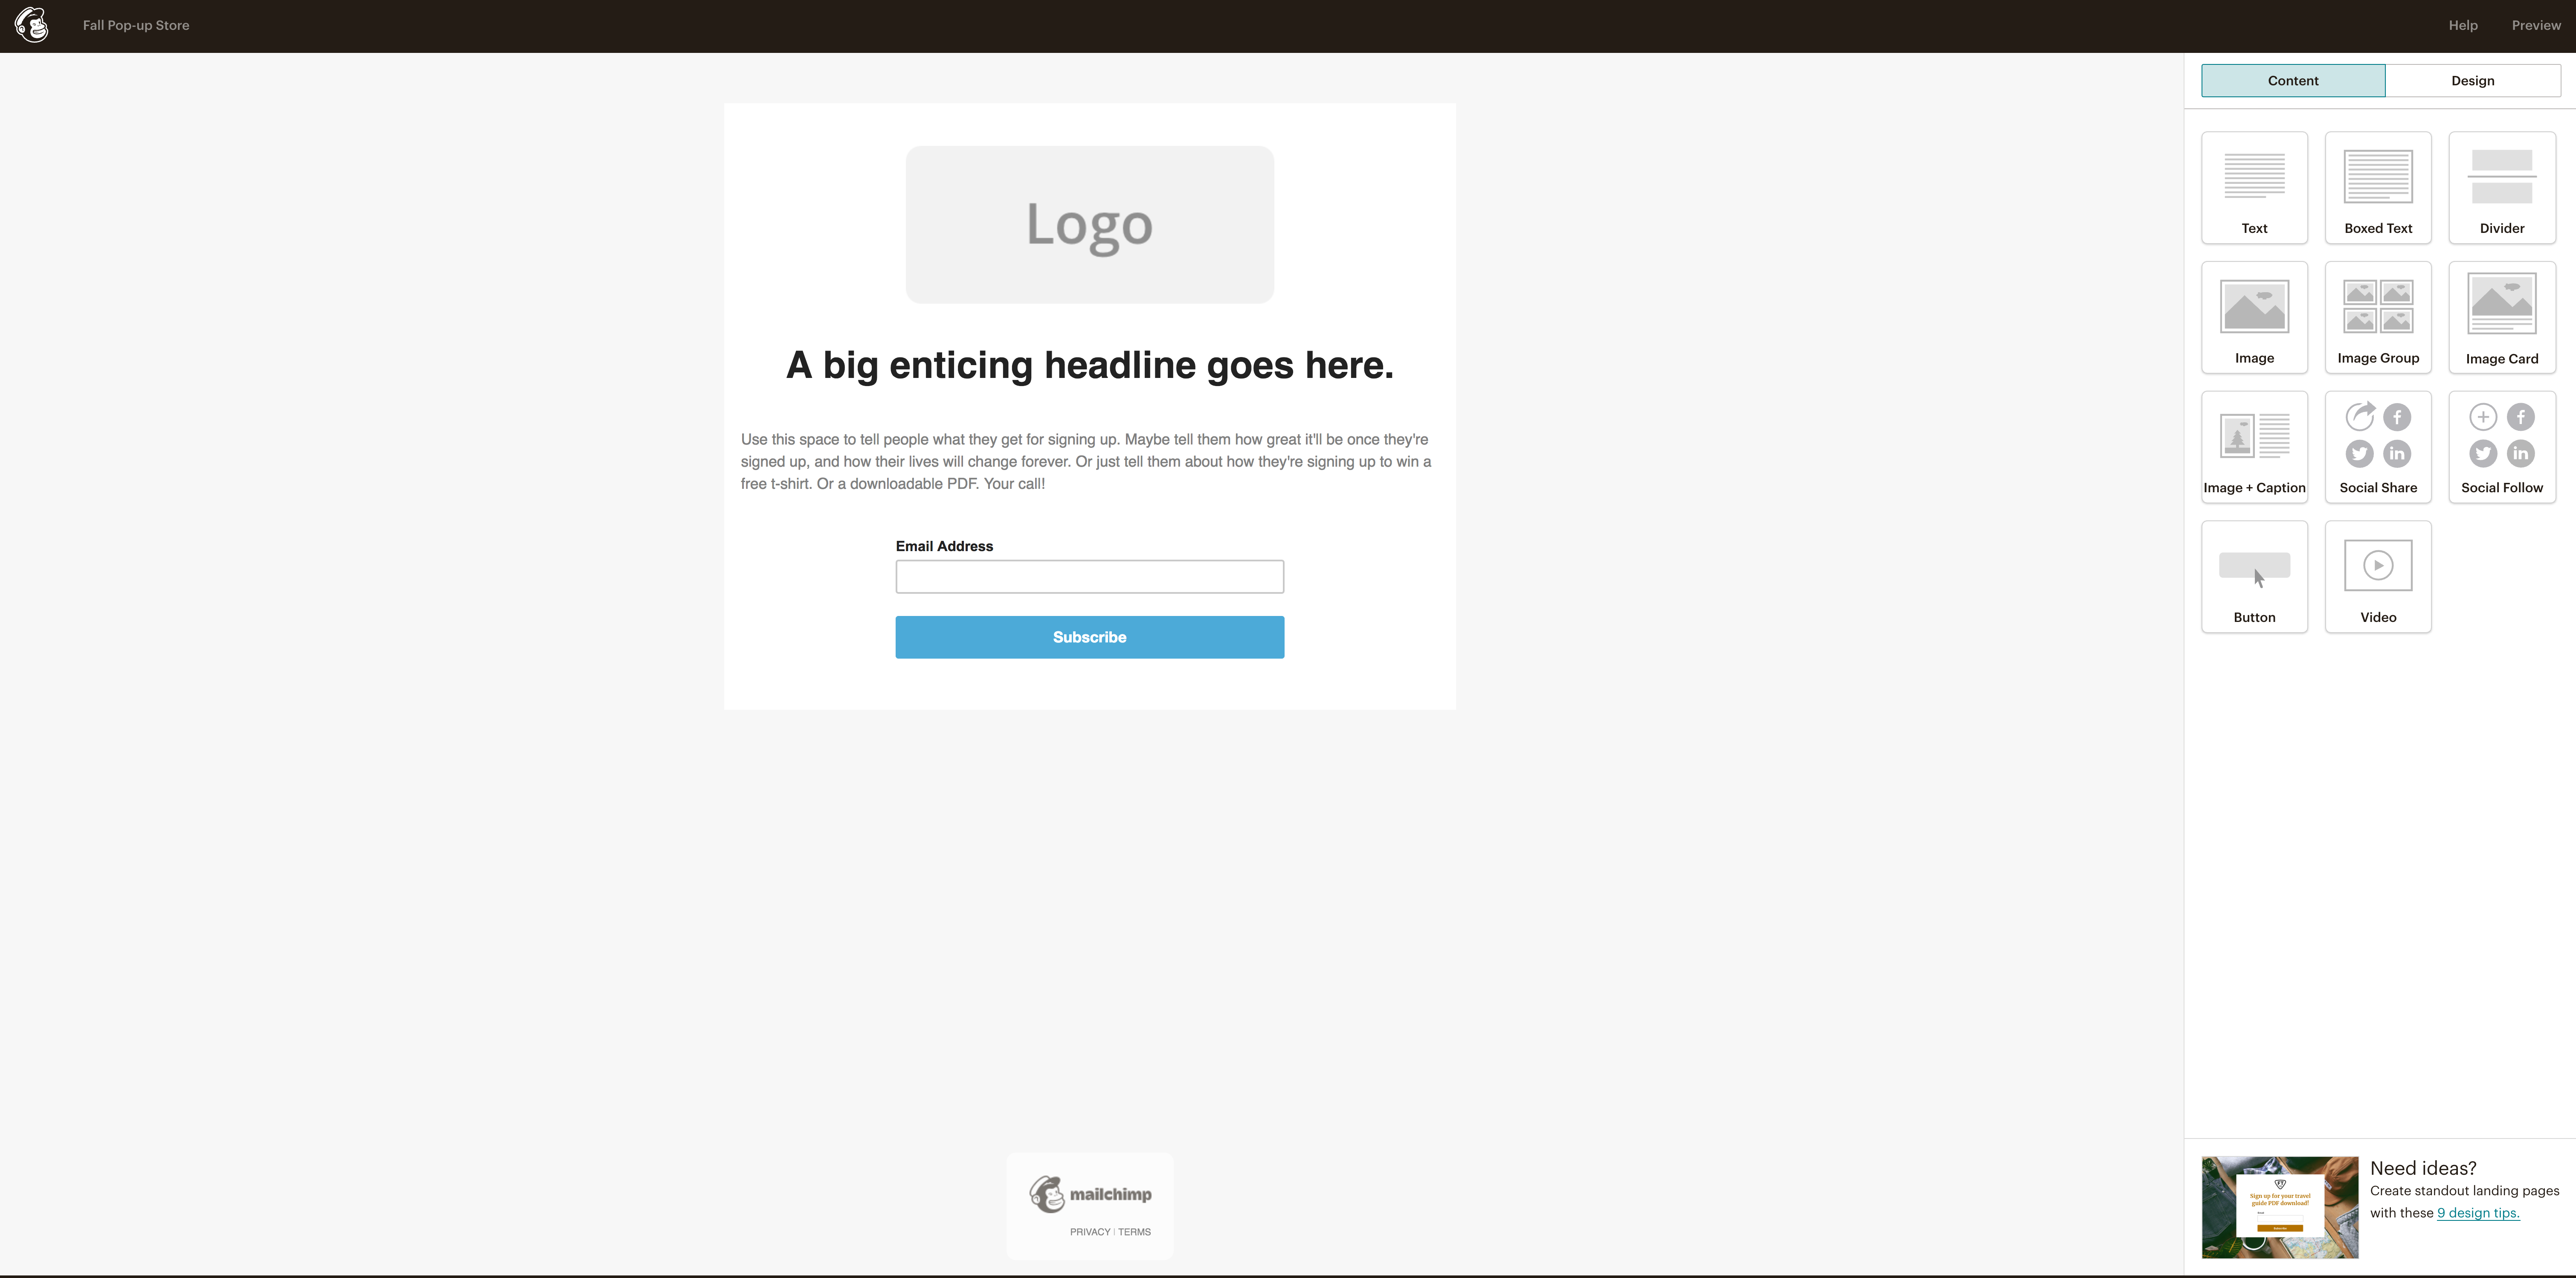 Fall Pop-up Store
Help
Preview
Content
Design
Logo
A big enticing headline goes here.
Use this space to tell people what they get for signing up. Maybe tell them how great it'll be once they're
signed up, and how their lives will change forever. Or just tell them about how they're signing up to win a
free t-shirt. Or a downloadable PDF. Your call!
Email Address
Subscribe
mailchimp
PRIVACY | TERMS
Text
Boxed Text
Divider
Image
Image Group
Image Card
Image + Caption
Social Share
Social Follow
Button
Video
Sign up for your travel
guide PDF download!
Need ideas?
Create standout landing pages
with these 9 design tips.